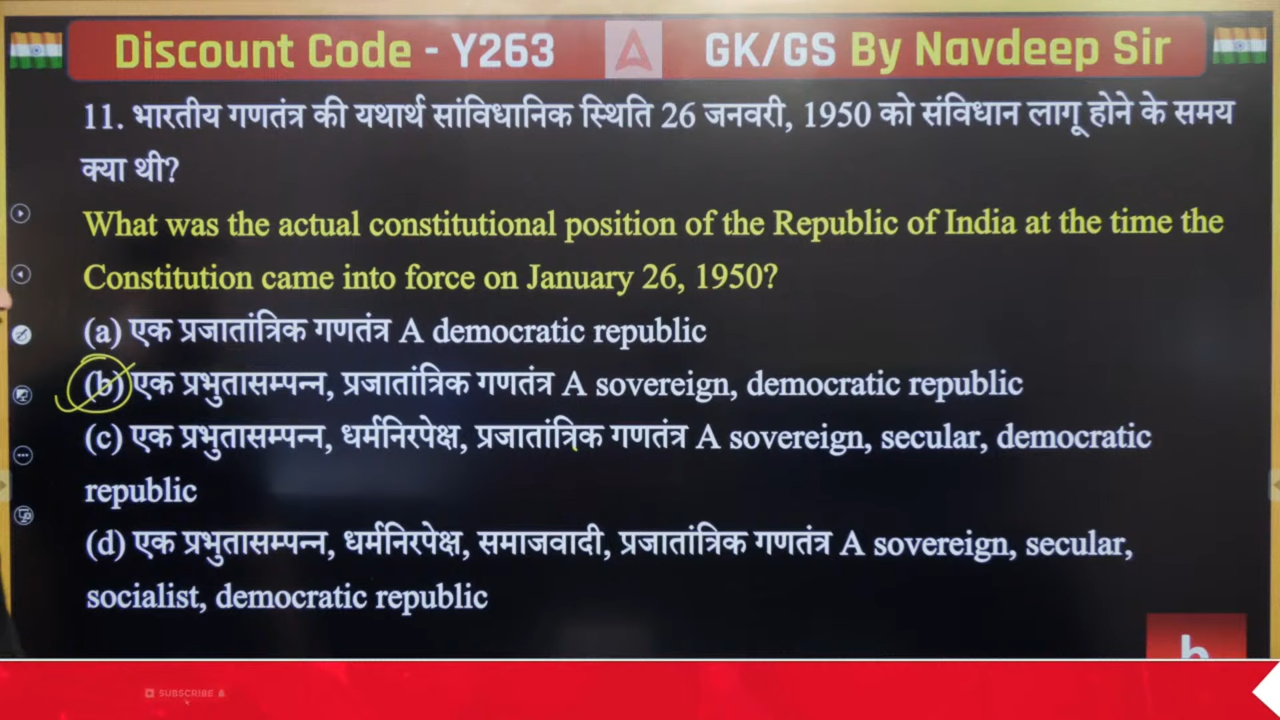 Discount Code - Y263 GK/GS By Navdeep Sir
11. भारतीय गणतंत्र की यथार्थ सांविधानिक स्थिति 26 जनवरी, 1950 को संविधान लागू होने के समय
क्या थी?
What was the actual constitutional position of the Republic of India at the time the
Constitution came into force on January 26, 1950?
(a) एक प्रजातांत्रिक गणतंत्र A democratic republic
(b) एक प्रभुतासम्पन्न, प्रजातांत्रिक गणतंत्र A sovereign, democratic republic
(c) एक प्रभुतासम्पन्न, धर्मनिरपेक्ष, प्रजातांत्रिक गणतंत्र A sovereign, secular, democratic
republic
(d) एक प्रभुतासम्पन्न, धर्मनिरपेक्ष, समाजवादी, प्रजातांत्रिक गणतंत्र A sovereign, secular,
socialist, democratic republic
b
SUBSCRIBE